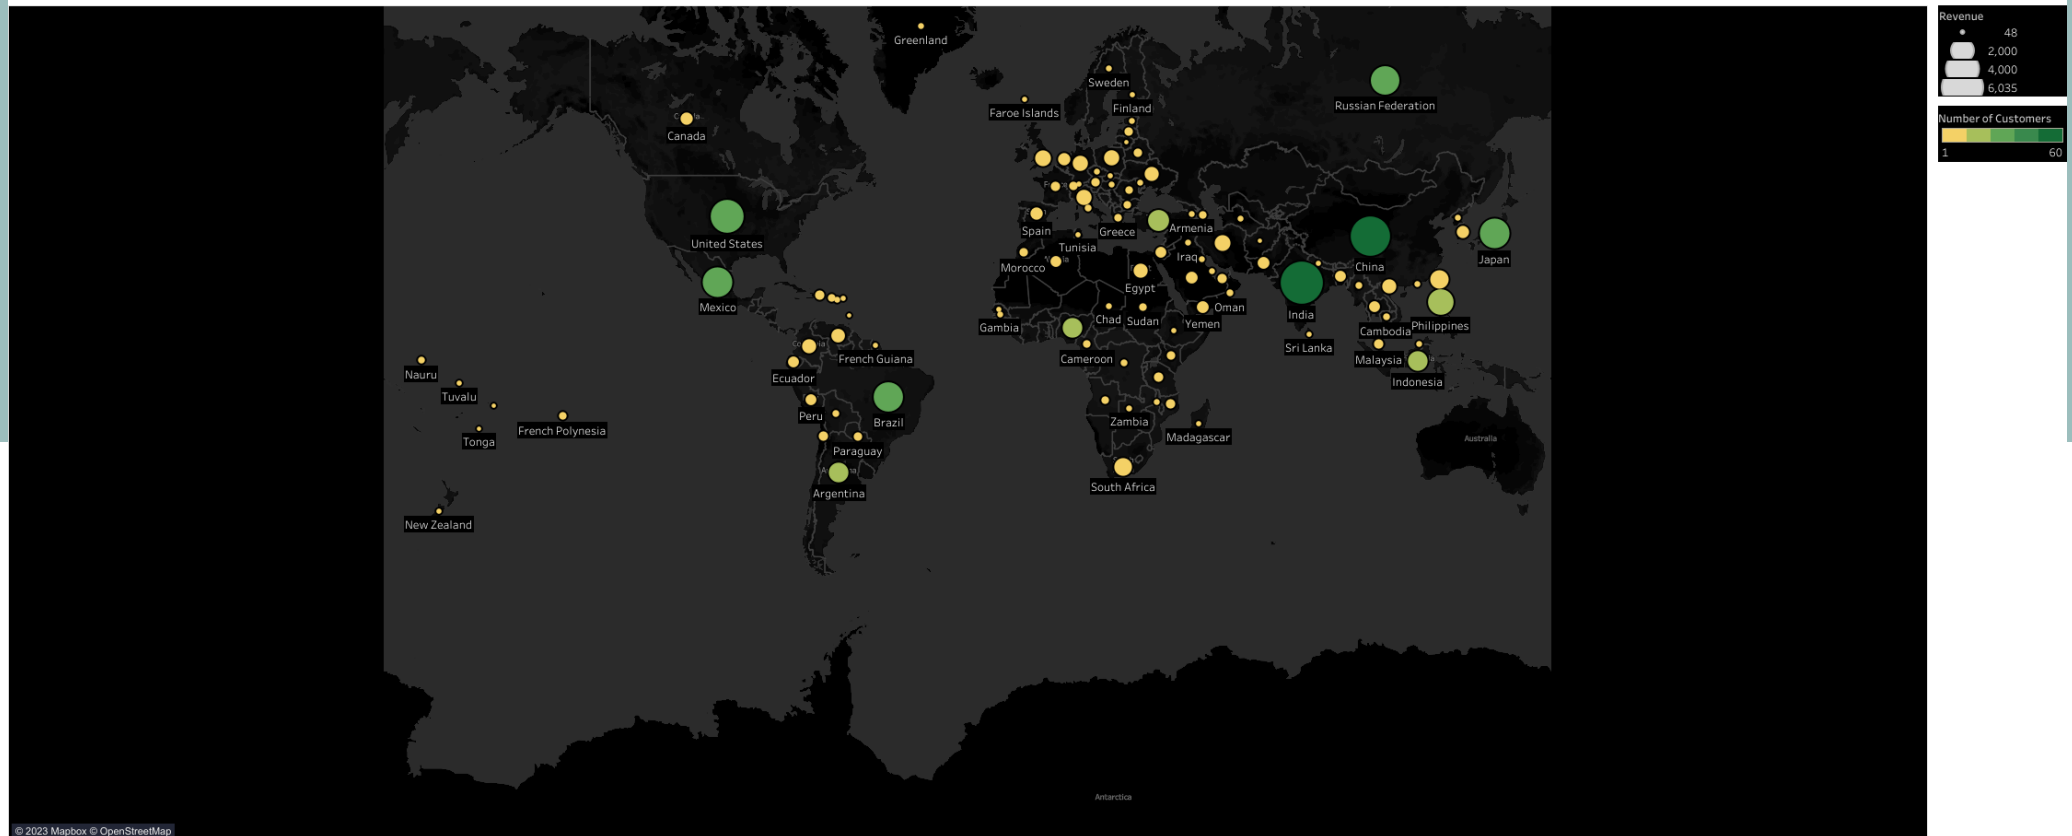 Revenue
48
2,000
4,000
6,035
Number of Customers
1 60
Greenland
Sweden
Finland
Faroe Islands
Russian Federation
Canada
United States
Mexico
Spain
Greece
Armenia
Tunisia
Morocco
Iraq
Egypt
China
Japan
India
Oman
Gambia
Chad
Sudan
Yemen
Cambodia
Philippines
Sri Lanka
Malaysia
Indonesia
Cameroon
French Guiana
Ecuador
Nauru
Tuvalu
Tonga
French Polynesia
Peru
Brazil
Zambia
Madagascar
Australia
Paraguay
Argentina
South Africa
New Zealand
Antarctica
© 2023 Mapbox © OpenStreetMap